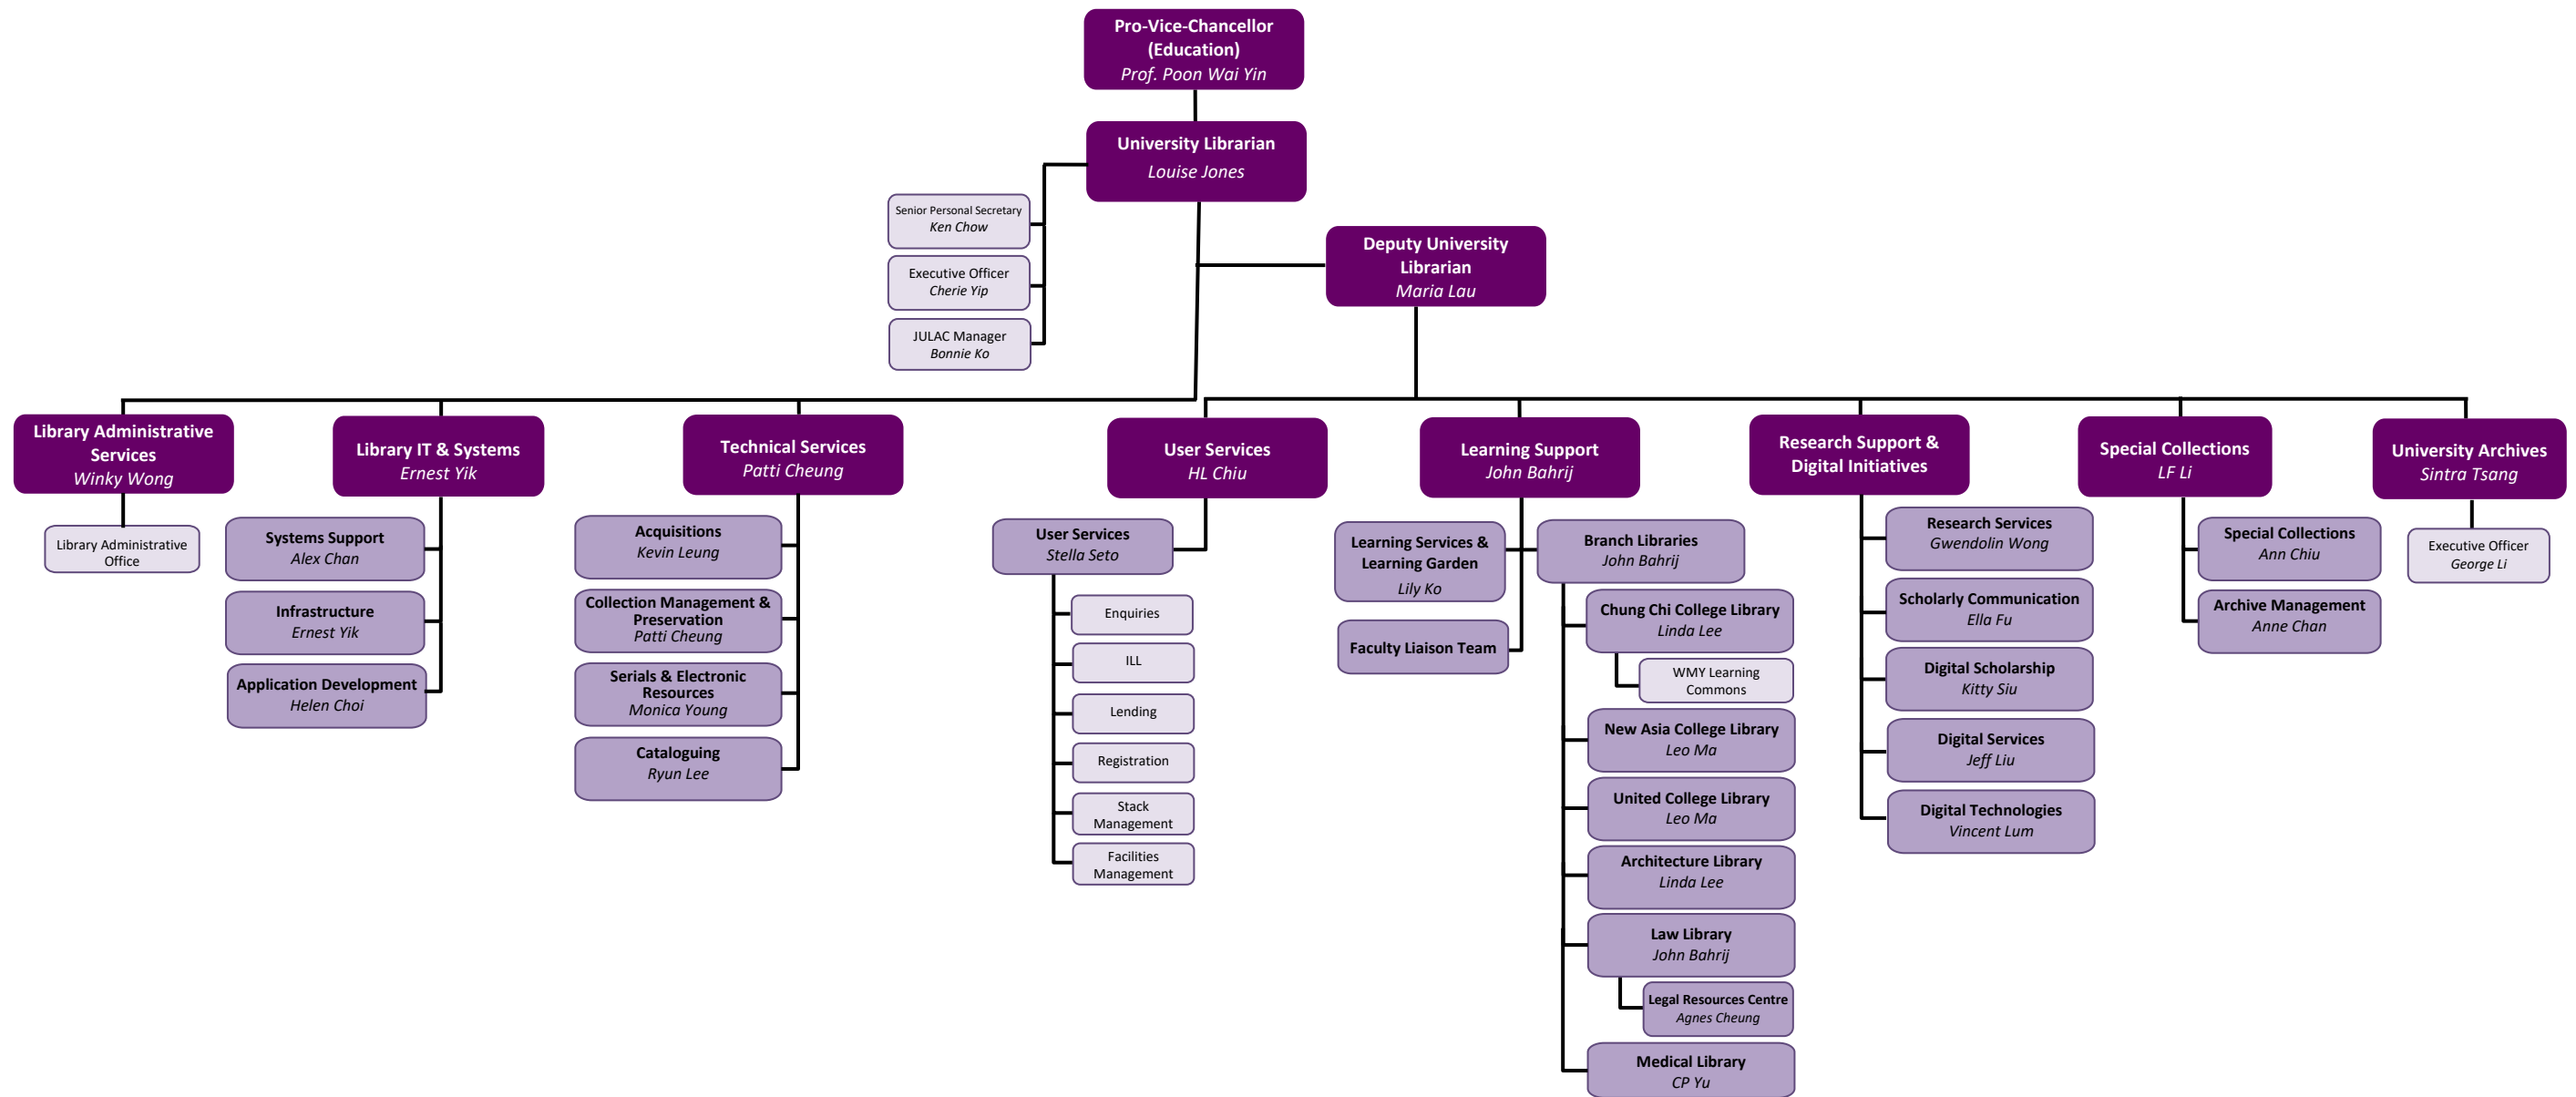 Pro-Vice-Chancellor
(Education)
Prof. Poon Wai Yin
University Librarian
Louise Jones
Senior Personal Secretary
Ken Chow
Executive Officer
Cherie Yip
JULAC Manager
Bonnie Ko
Deputy University
Librarian
Maria Lau
Library Administrative
Services
Winky Wong
Library Administrative
Office
Library IT & Systems
Ernest Yik
Systems Support
Alex Chan
Infrastructure
Ernest Yik
Application Development
Helen Choi
Technical Services
Patti Cheung
Acquisitions
Kevin Leung
Collection Management &
Preservation
Patti Cheung
Serials & Electronic
Resources
Monica Young
Cataloguing
Ryun Lee
User Services
HL Chiu
User Services
Stella Seto
Enquiries
ILL
Lending
Registration
Stack
Management
Facilities
Management
Learning Support
John Bahrij
Learning Services &
Learning Garden
Lily Ko
Faculty Liaison Team
Branch Libraries
John Bahrij
Chung Chi College Library
Linda Lee
WMY Learning
Commons
New Asia College Library
Leo Ma
United College Library
Leo Ma
Architecture Library
Linda Lee
Law Library
John Bahrij
Legal Resources Centre
Agnes Cheung
Medical Library
CP Yu
Research Support &
Digital Initiatives
Research Services
Gwendolin Wong
Scholarly Communication
Ella Fu
Digital Scholarship
Kitty Siu
Digital Services
Jeff Liu
Digital Technologies
Vincent Lum
Special Collections
LF Li
Special Collections
Ann Chiu
Archive Management
Anne Chan
University Archives
Sintra Tsang
Executive Officer
George Li